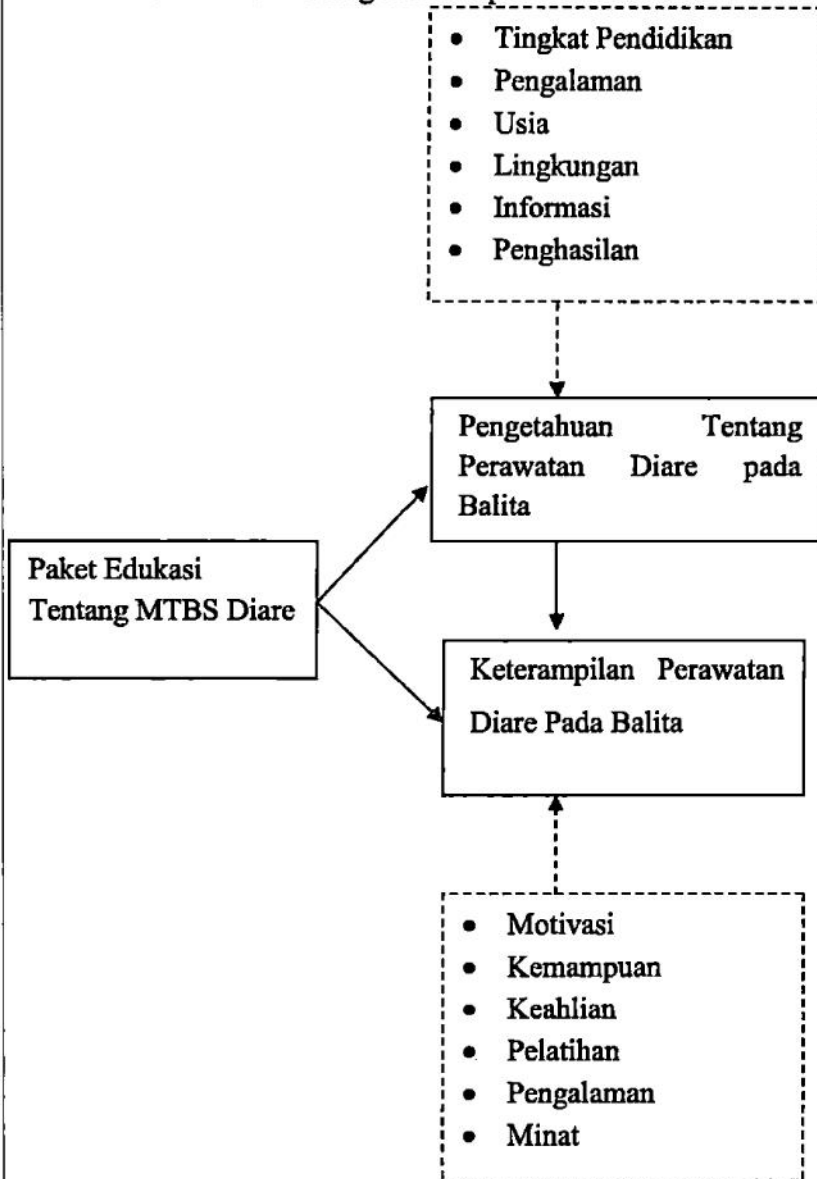 • Tingkat Pendidikan
• Pengalaman
• Usia
• Lingkungan
• Informasi
• Penghasilan
Pengetahuan Tentang
Perawatan Diare pada
Balita
Paket Edukasi
Tentang MTBS Diare
Keterampilan Perawatan
Diare Pada Balita
• Motivasi
• Kemampuan
• Keahlian
• Pelatihan
• Pengalaman
• Minat